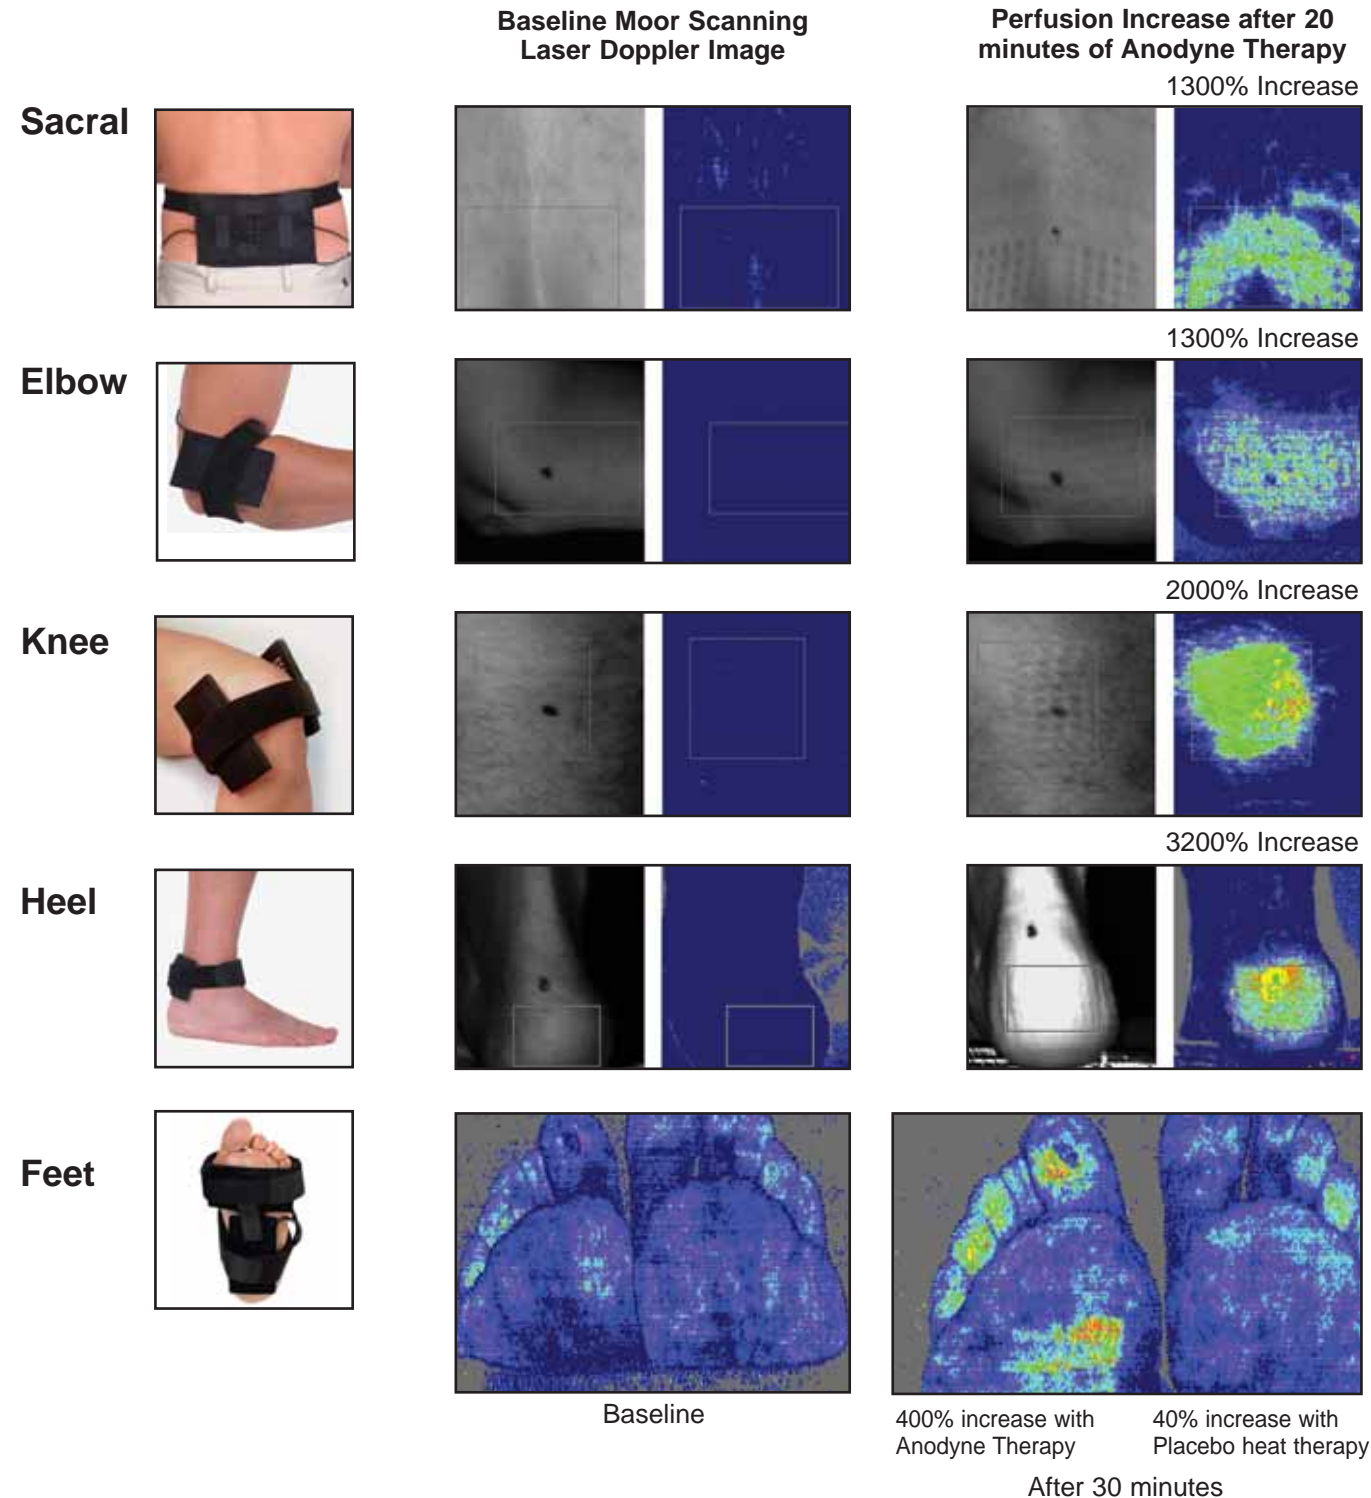 Baseline Moor Scanning
Laser Doppler Image
Perfusion Increase after 20
minutes of Anodyne Therapy
Sacral
1300% Increase
Elbow
1300% Increase
Knee
2000% Increase
Heel
3200% Increase
Feet
Baseline
400% increase with
Anodyne Therapy
40% increase with
Placebo heat therapy
After 30 minutes